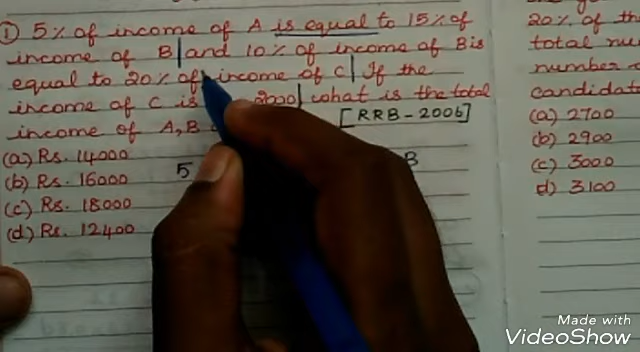 ① 5% of income of A is equal to 15% of
income of B and 10% of income of B is
equal to 20% of income of C. If the
income of C is 2000 what is the total
income of A, B
[RRB-2006]
(a) Rs. 14000
(b) Rs. 16000
(c) Rs. 18000
(d) Rs. 12400
5
B
20% of th
total nu
number
candidat
(a) 2700
(b) 2900
(c) 3000
d) 3100
Made with
VideoShow